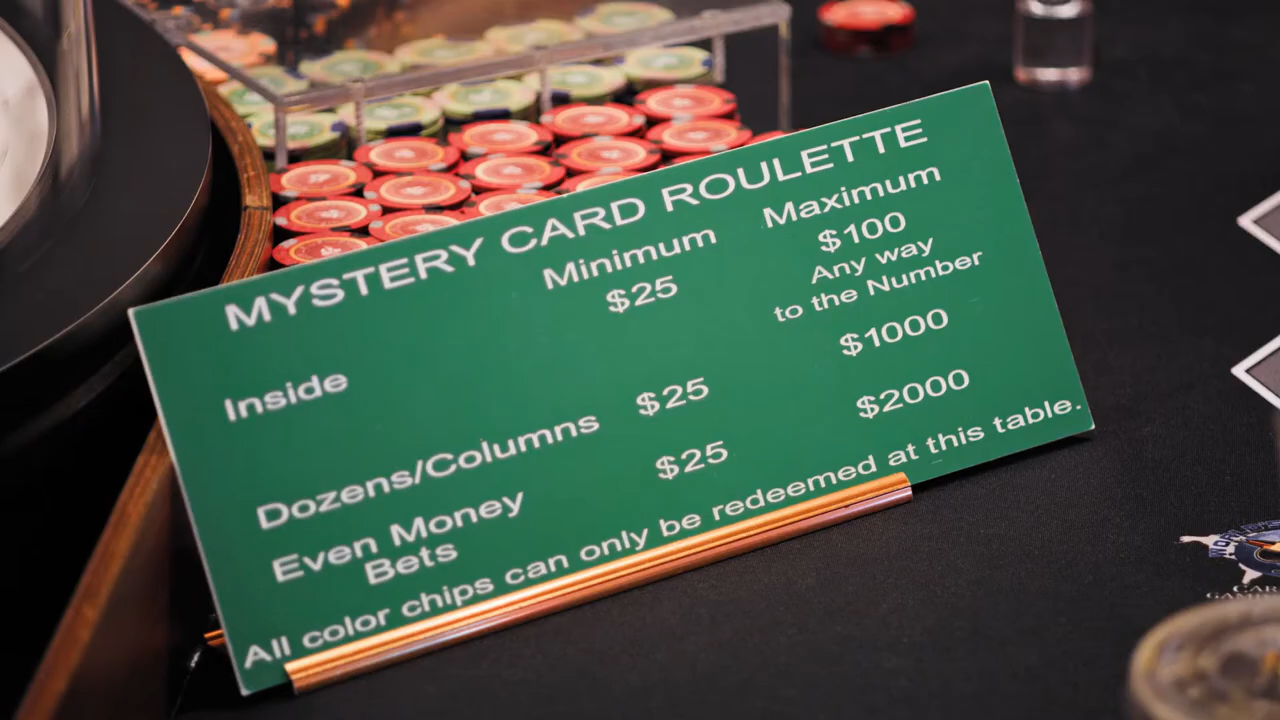 MYSTERY CARD ROULETTE
Minimum Maximum
Inside $25 $100
Any way
to the Number
Dozens/Columns $25 $1000
Even Money $25 $2000
Bets
All color chips can only be redeemed at this table.